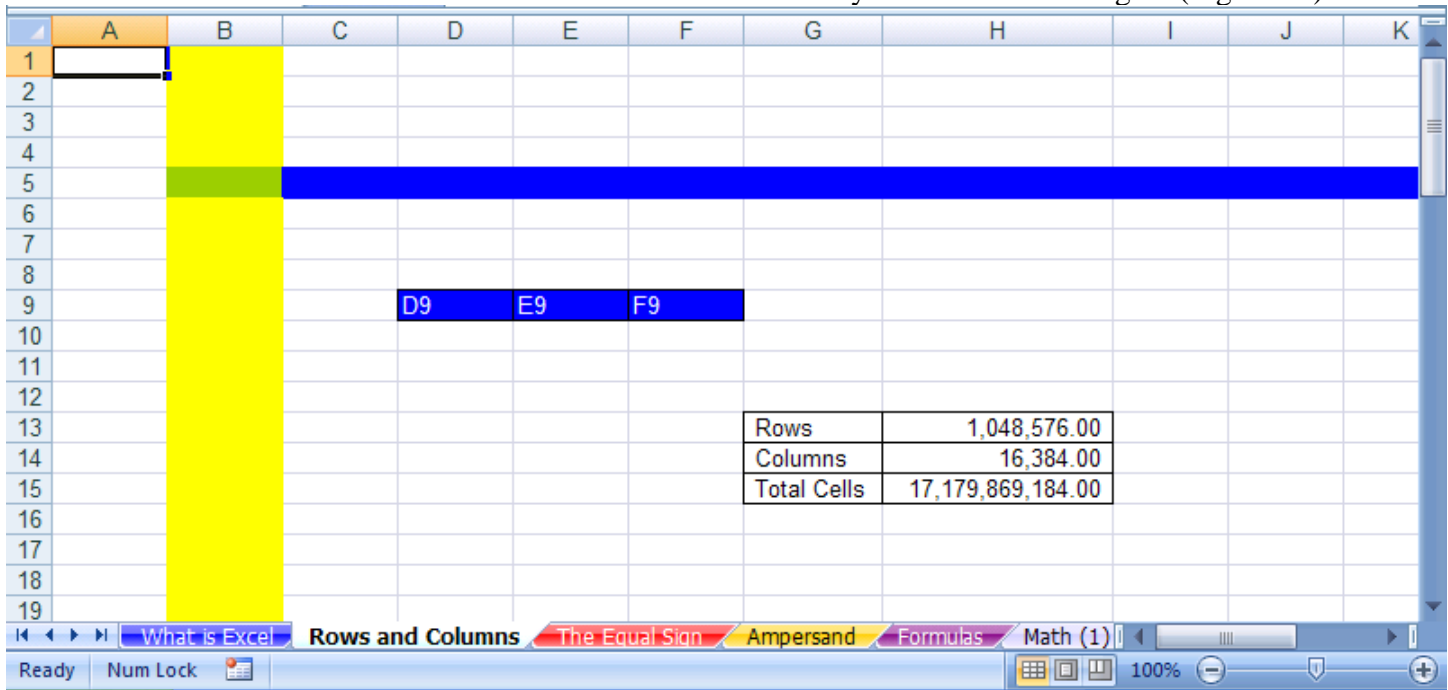 A B C D E F G H I J K
1
2
3
4
5
6
7
8
9 D9 E9 F9
10
11
12
13 Rows 1,048,576.00
14 Columns 16,384.00
15 Total Cells 17,179,869,184.00
16
17
18
19
What is Excel Rows and Columns The Equal Sign Ampersand Formulas Math (1)
Ready Num Lock 100%